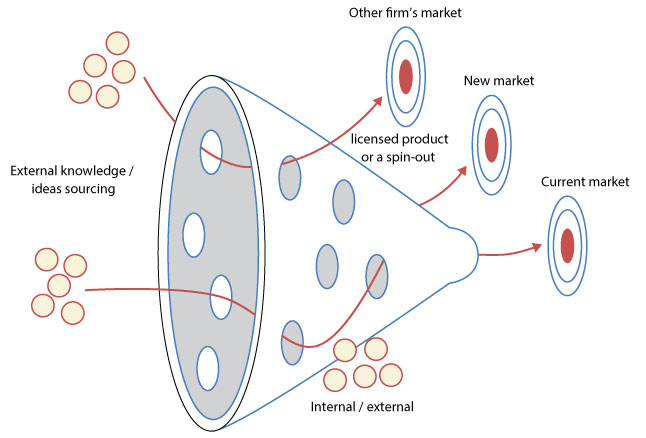 Other firm's market
New market
licensed product
or a spin-out
External knowledge /
ideas sourcing
Current market
Internal / external